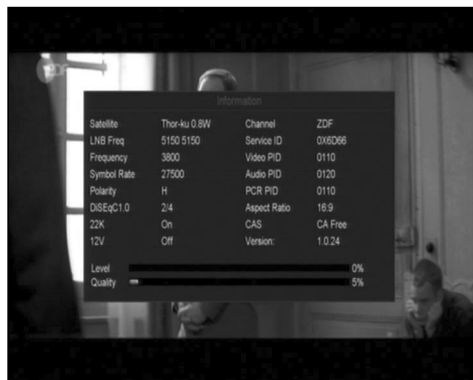 Information
Satellite Thor-ku 0.8W Channel ZDF
LNB Freq 5150 5150 Service ID 0X6D66
Frequency 3800 Video PID 0110
Symbol Rate 27500 Audio PID 0120
Polarity H PCR PID 0110
DiSEqC1.0 2/4 Aspect Ratio 16:9
22K On CAS CA Free
12V Off Version: 1.0.24
Level 0%
Quality 5%